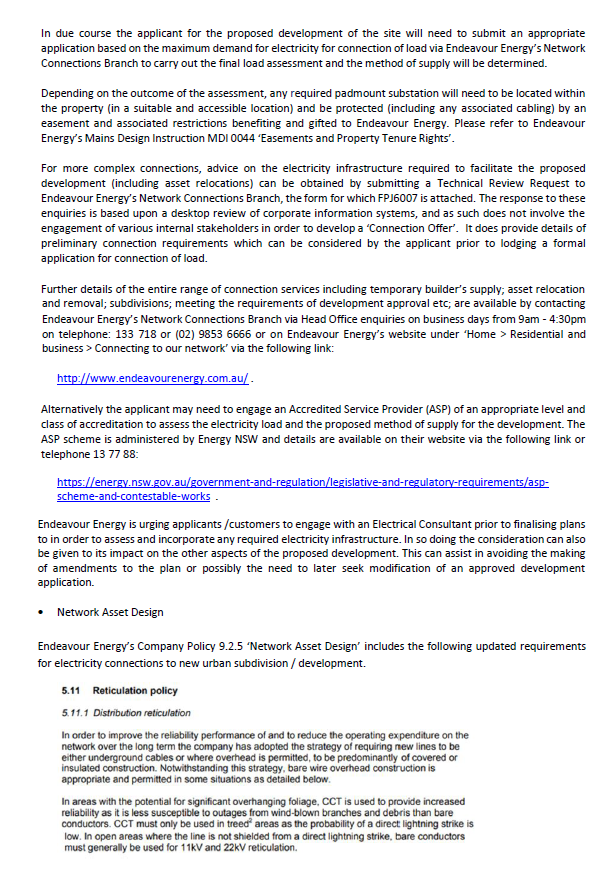 In due course the applicant for the proposed development of the site will need to submit an appropriate
application based on the maximum demand for electricity for connection of load via Endeavour Energy's Network
Connections Branch to carry out the final load assessment and the method of supply will be determined.
Depending on the outcome of the assessment, any required padmount substation will need to be located within
the property (in a suitable and accessible location) and be protected (including any associated cabling) by an
easement and associated restrictions benefiting and gifted to Endeavour Energy. Please refer to Endeavour
Energy's Mains Design Instruction MDI 0044 'Easements and Property Tenure Rights'.
For more complex connections, advice on the electricity infrastructure required to facilitate the proposed
development (including asset relocations) can be obtained by submitting a Technical Review Request to
Endeavour Energy's Network Connections Branch, the form for which FPJ6007 is attached. The response to these
enquiries is based upon a desktop review of corporate information systems, and as such does not involve the
engagement of various internal stakeholders in order to develop a 'Connection Offer'. It does provide details of
preliminary connection requirements which can be considered by the applicant prior to lodging a formal
application for connection of load.
Further details of the entire range of connection services including temporary builder's supply; asset relocation
and removal; subdivisions; meeting the requirements of development approval etc; are available by contacting
Endeavour Energy's Network Connections Branch via Head Office enquiries on business days from 9am - 4:30pm
on telephone: 133 718 or (02) 9853 6666 or on Endeavour Energy's website under 'Home > Residential and
business > Connecting to our network' via the following link:
http://www.endeavourenergy.com.au/ .
Alternatively the applicant may need to engage an Accredited Service Provider (ASP) of an appropriate level and
class of accreditation to assess the electricity load and the proposed method of supply for the development. The
ASP scheme is administered by Energy NSW and details are available on their website via the following link or
telephone 13 77 88:
https://energy.nsw.gov.au/government-and-regulation/legislative-and-regulatory-requirements/asp-
scheme-and-contestable-works .
Endeavour Energy is urging applicants /customers to engage with an Electrical Consultant prior to finalising plans
to in order to assess and incorporate any required electricity infrastructure. In so doing the consideration can also
be given to its impact on the other aspects of the proposed development. This can assist in avoiding the making
of amendments to the plan or possibly the need to later seek modification of an approved development
application.
• Network Asset Design
Endeavour Energy's Company Policy 9.2.5 'Network Asset Design' includes the following updated requirements
for electricity connections to new urban subdivision / development.
5.11 Reticulation policy
5.11.1 Distribution reticulation
In order to improve the reliability performance of and to reduce the operating expenditure on the
network over the long term the company has adopted the strategy of requiring new lines to be
either underground cables or where overhead is permitted, to be predominantly of covered or
insulated construction. Notwithstanding this strategy, bare wire overhead construction is
appropriate and permitted in some situations as detailed below.
In areas with the potential for significant overhanging foliage, CCT is used to provide increased
reliability as it is less susceptible to outages from wind-blown branches and debris than bare
conductors. CCT must only be used in treed² areas as the probability of a direct lightning strike is
low. In open areas where the line is not shielded from a direct lightning strike, bare conductors
must generally be used for 11kV and 22kV reticulation.